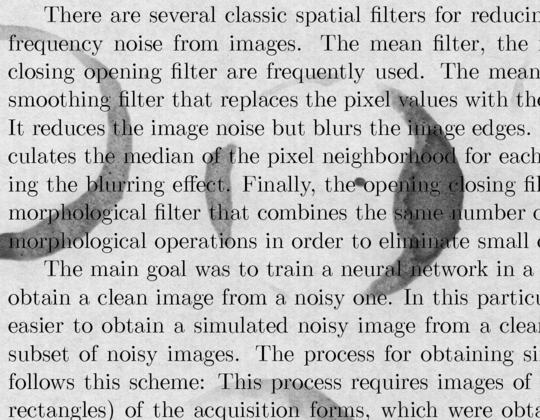 There are several classic spatial filters for reducin
frequency noise from images. The mean filter, the
closing opening filter are frequently used. The mean
smoothing filter that replaces the pixel values with the
It reduces the image noise but blurs the image edges.
culates the median of the pixel neighborhood for each
ing the blurring effect. Finally, the opening closing fil
morphological filter that combines the same number o
morphological operations in order to eliminate small
The main goal was to train a neural network in a
obtain a clean image from a noisy one. In this particu
easier to obtain a simulated noisy image from a clea
subset of noisy images. The process for obtaining si
follows this scheme: This process requires images of
rectangles) of the acquisition forms, which were obta